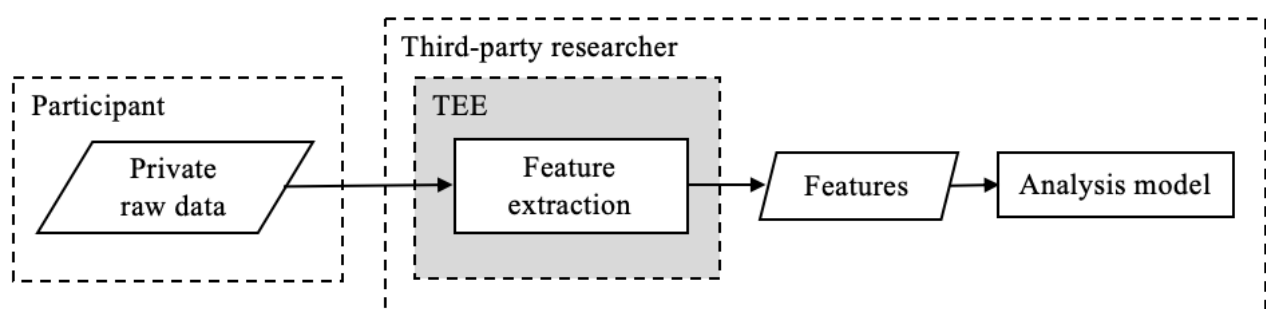 Third-party researcher
Participant
TEE
Private
raw data
Feature
extraction
Features
Analysis model